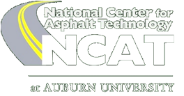 National Center for
Asphalt Technology
NCAT
at AUBURN UNIVERSITY